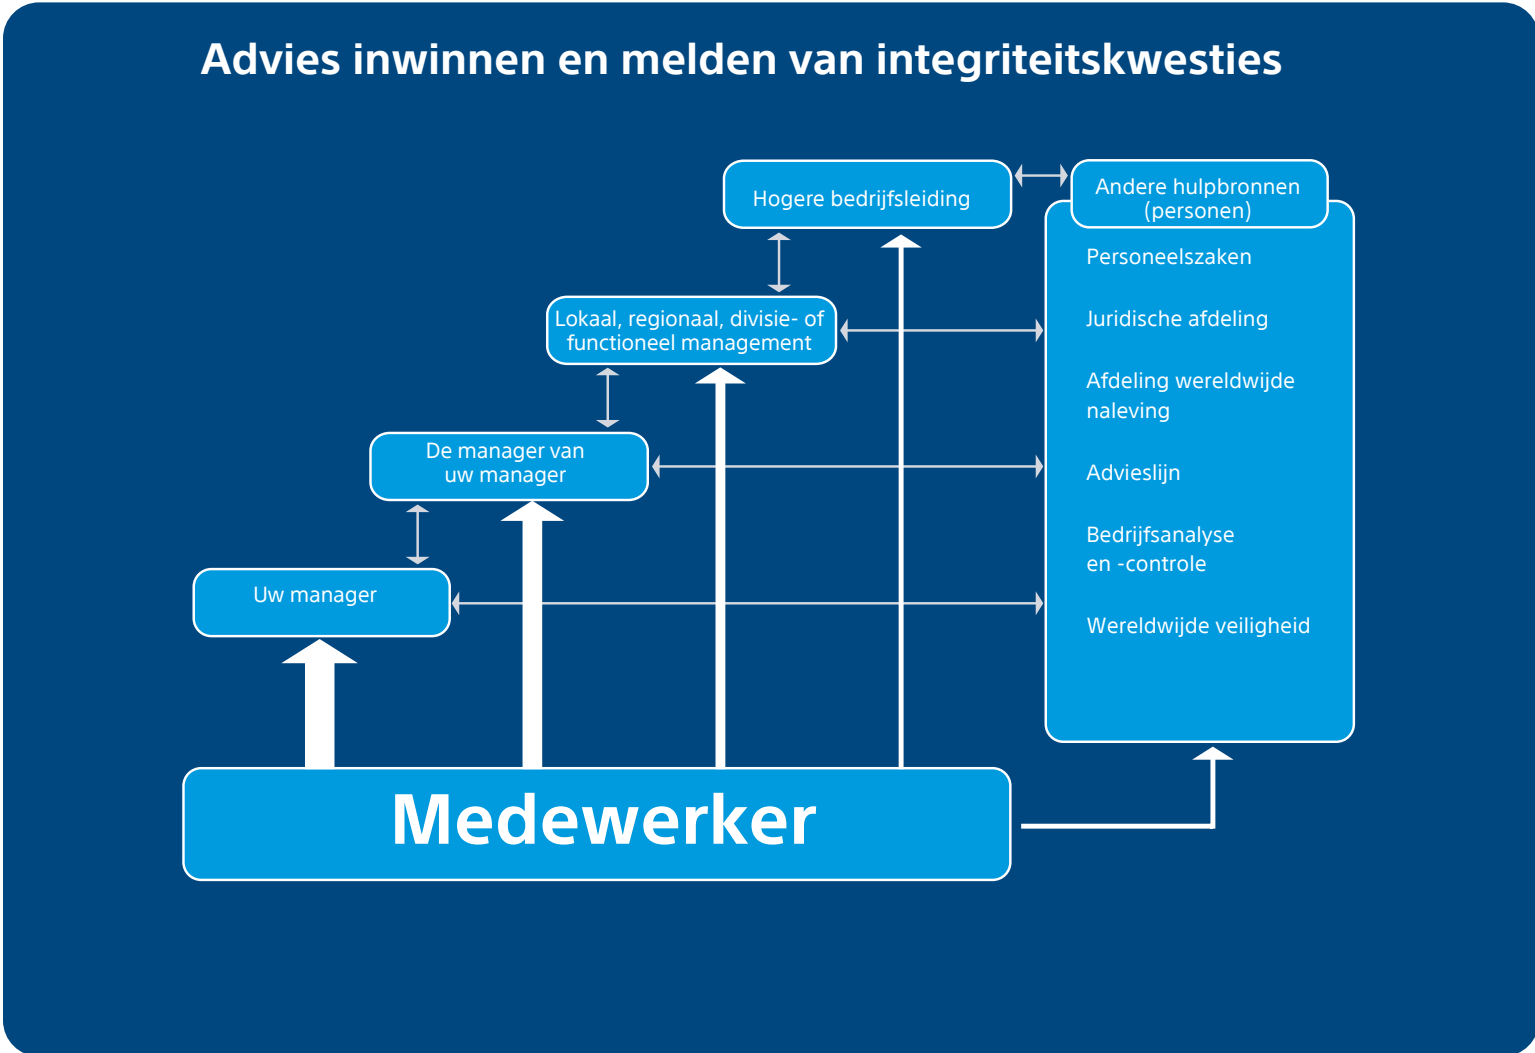 Advies inwinnen en melden van integriteitskwesties
Hogere bedrijfsleiding
Andere hulpbronnen
(personen)
Personeelszaken
Lokaal, regionaal, divisie- of
functioneel management
Juridische afdeling
Afdeling wereldwijde
naleving
De manager van
uw manager
Advieslijn
Bedrijfsanalyse
en -controle
Uw manager
Wereldwijde veiligheid
Medewerker